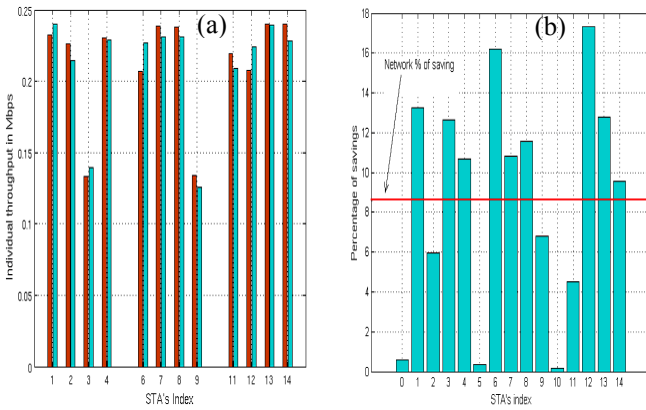 (a)
Individual throughput in Mbps
0.25
0.2
0.15
0.1
0.05
0
1 2 3 4 6 7 8 9 11 12 13 14
STA's Index
(b)
Network % of saving
Percentage of savings
18
16
14
12
10
8
6
4
2
0
0 1 2 3 4 5 6 7 8 9 10 11 12 13 14
STA's index